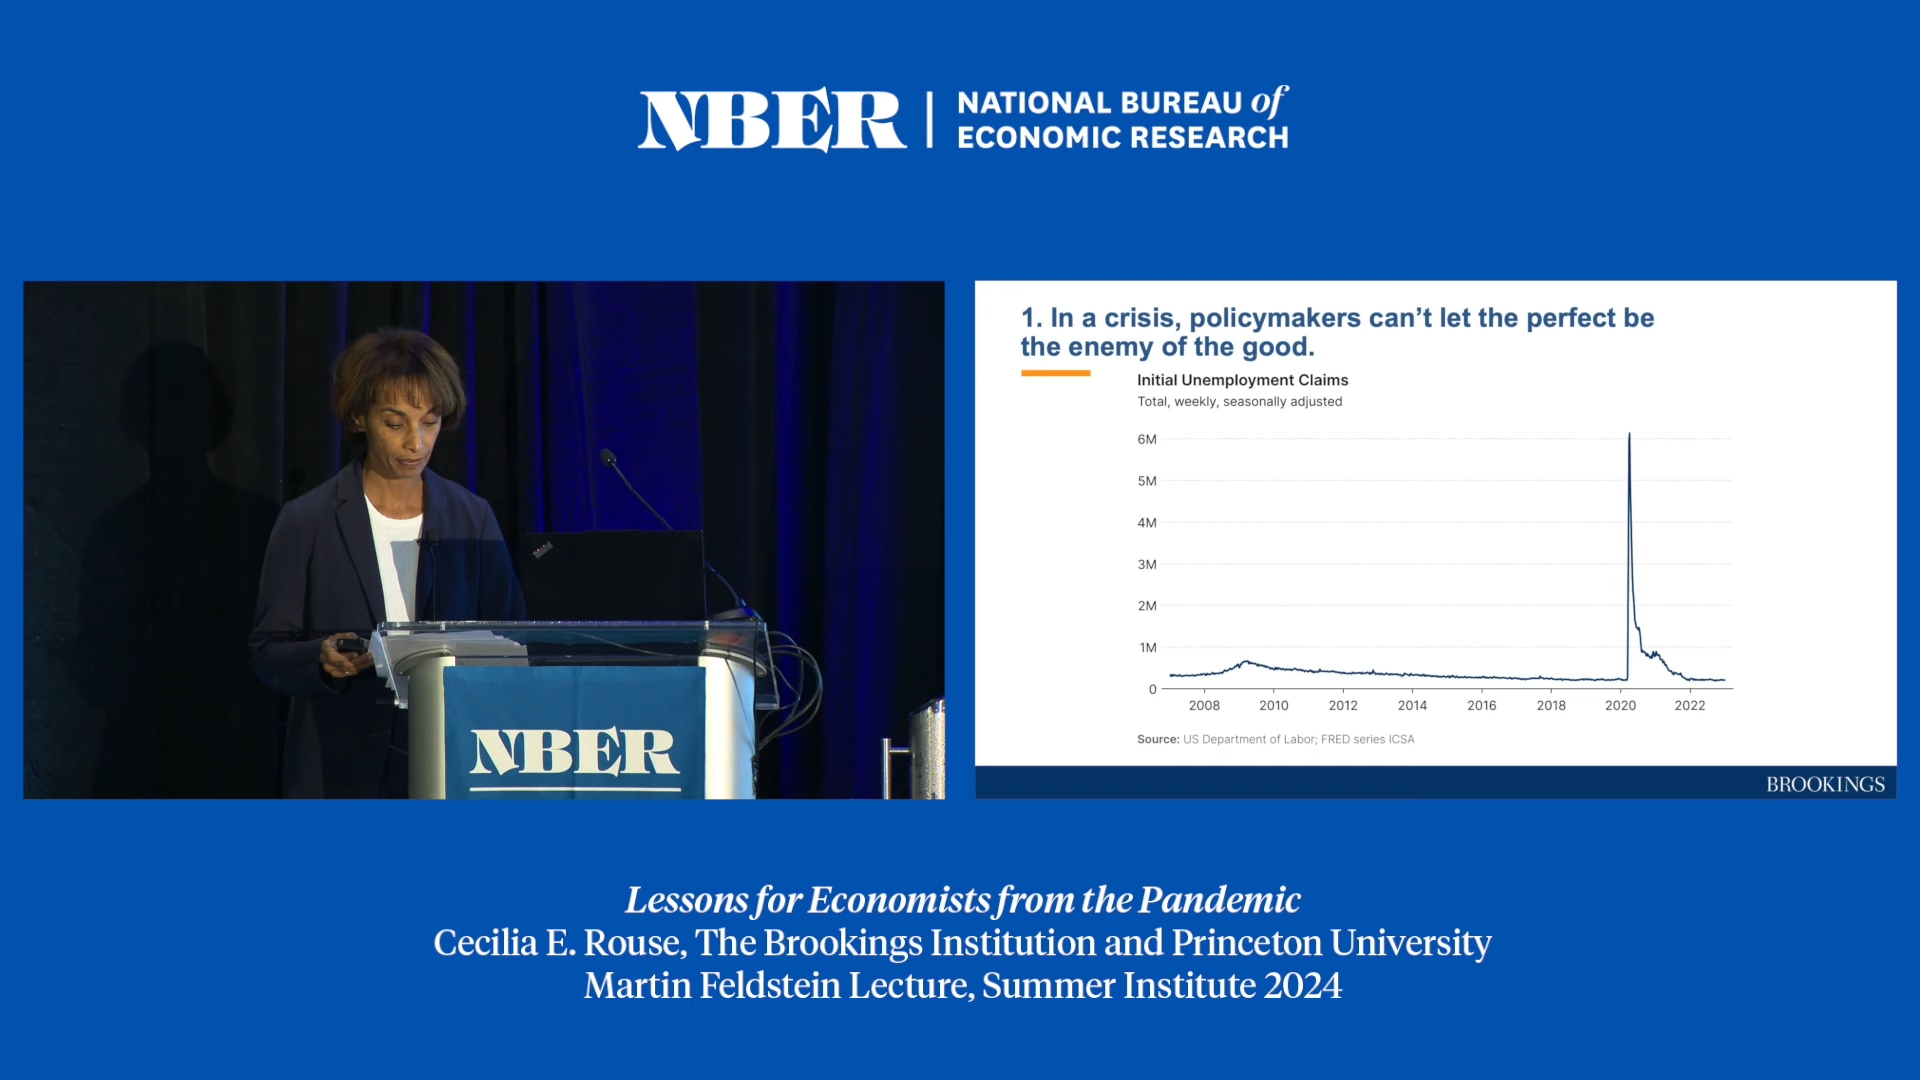 NBER
NATIONAL BUREAU of
ECONOMIC RESEARCH
ThinkPad
NBER
1. In a crisis, policymakers can’t let the perfect be
the enemy of the good.
Initial Unemployment Claims
Total, weekly, seasonally adjusted
6M
5M
4M
3M
2M
1M
0
2008 2010 2012 2014 2016 2018 2020 2022
Source: US Department of Labor; FRED series ICSA
BROOKINGS
Lessons for Economists from the Pandemic
Cecilia E. Rouse, The Brookings Institution and Princeton University
Martin Feldstein Lecture, Summer Institute 2024